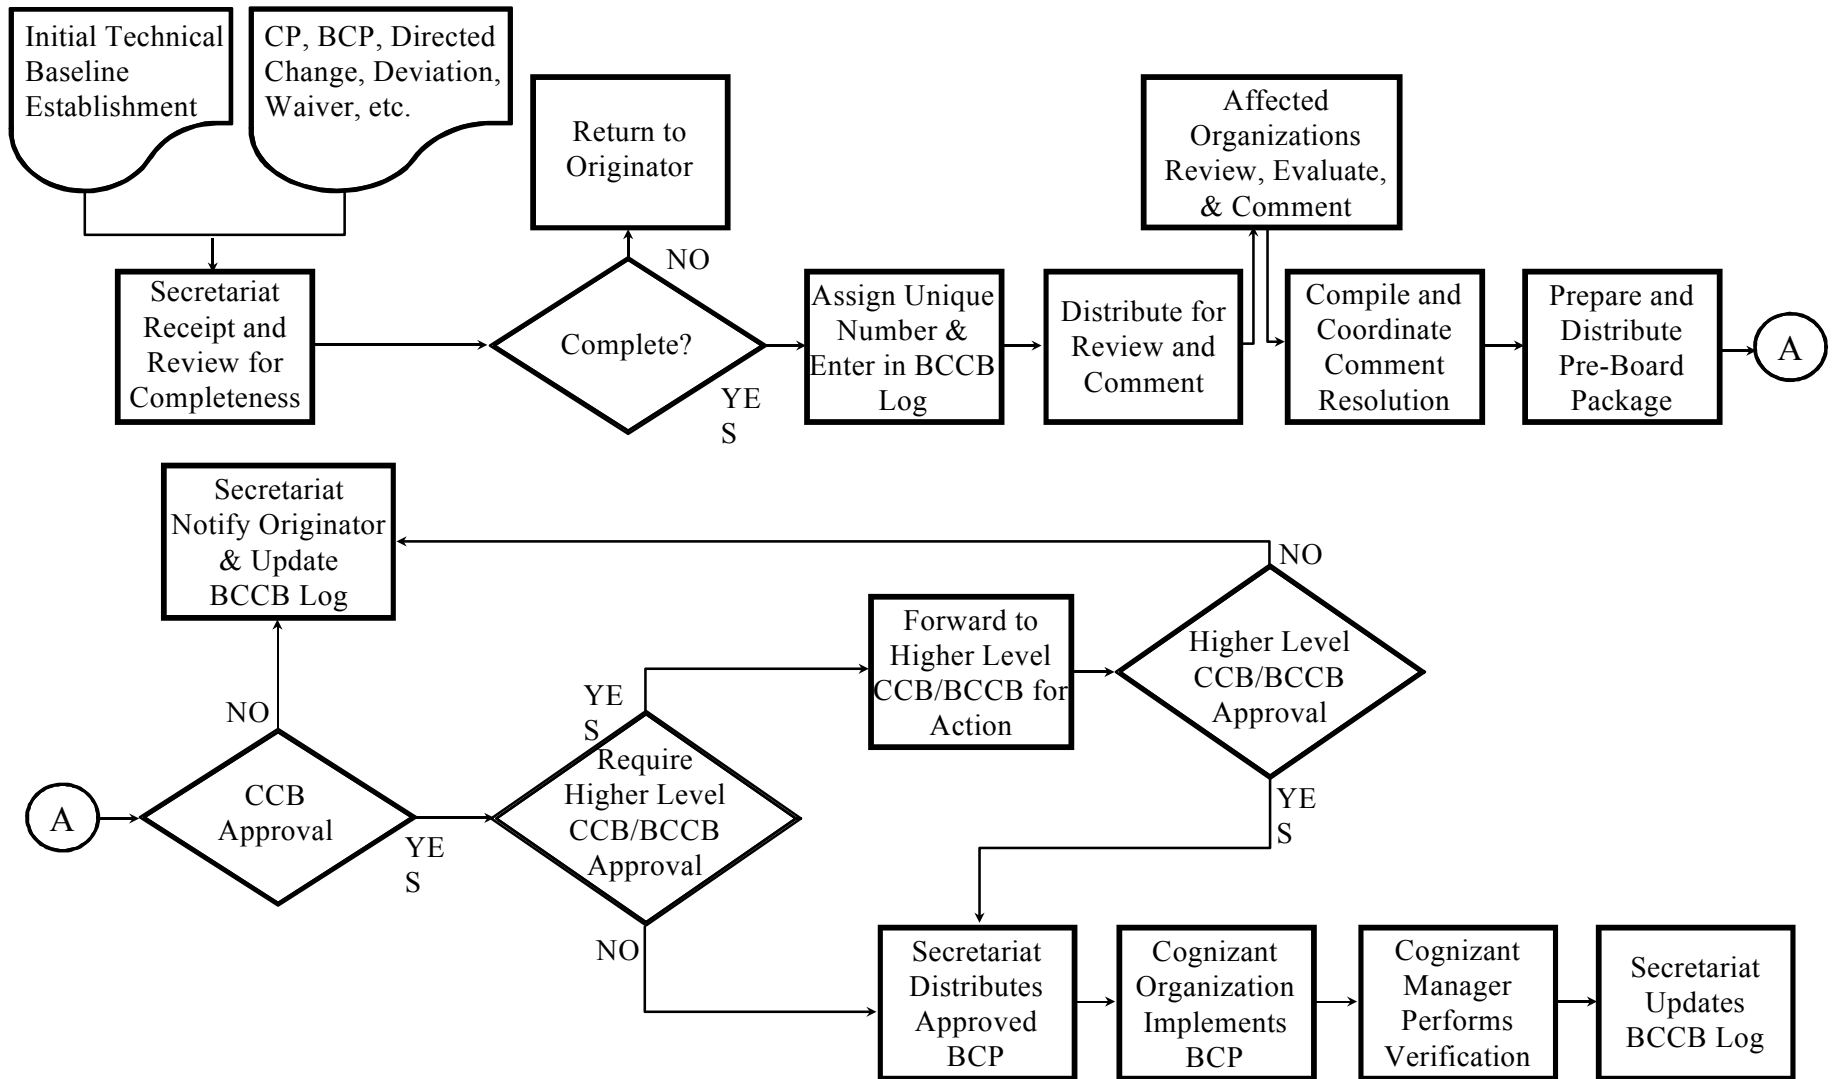 Initial Technical
Baseline
Establishment
CP, BCP, Directed
Change, Deviation,
Waiver, etc.
Return to
Originator
Affected
Organizations
Review, Evaluate,
& Comment
NO
Secretariat
Receipt and
Review for
Completeness
Complete?
YE
S
Assign Unique
Number &
Enter in BCCB
Log
Distribute for
Review and
Comment
Compile and
Coordinate
Comment
Resolution
Prepare and
Distribute
Pre-Board
Package
A
Secretariat
Notify Originator
& Update
BCCB Log
NO
A
CCB
Approval
YE
S
YE
S
Require
Higher Level
CCB/BCCB
Approval
NO
Forward to
Higher Level
CCB/BCCB for
Action
NO
Higher Level
CCB/BCCB
Approval
YE
S
Secretariat
Distributes
Approved
BCP
Cognizant
Organization
Implements
BCP
Cognizant
Manager
Performs
Verification
Secretariat
Updates
BCCB Log